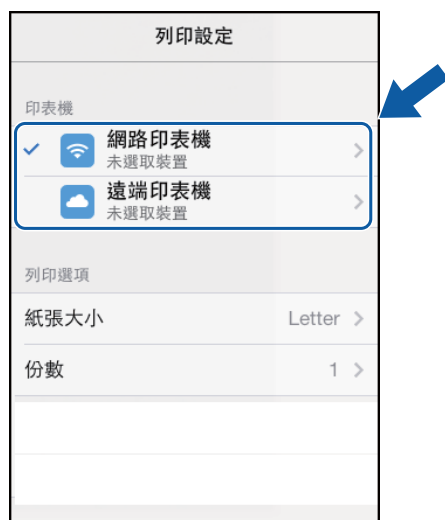 列印設定
印表機
網路印表機
未選取裝置
遠端印表機
未選取裝置
列印選項
紙張大小 Letter
份數 1